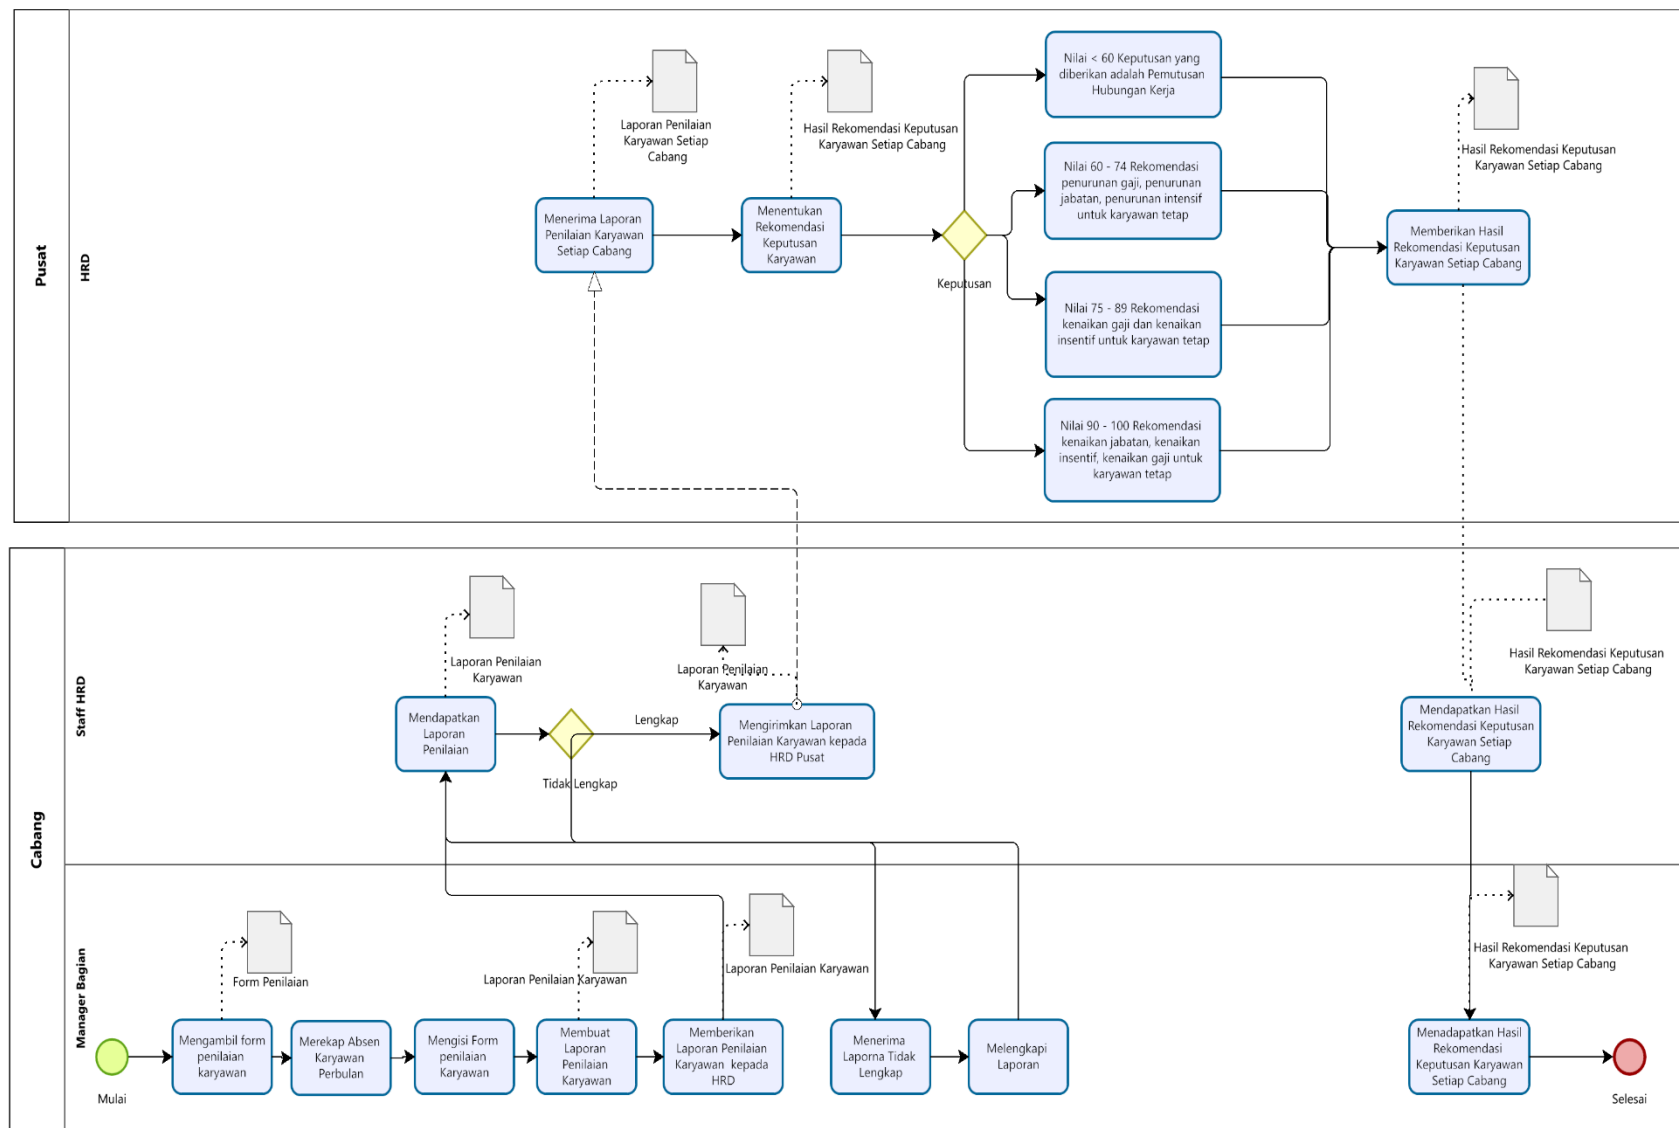 Pusat
HRD
Laporan Penilaian
Karyawan Setiap
Cabang
Hasil Rekomendasi Keputusan
Karyawan Setiap Cabang
Menerima Laporan
Penilaian Karyawan
Setiap Cabang
Menentukan
Rekomendasi
Keputusan
Karyawan
Keputusan
Nilai < 60 Keputusan yang
diberikan adalah Pemutusan
Hubungan Kerja
Nilai 60 - 74 Rekomendasi
penurunan gaji, penurunan
jabatan, penurunan intensif
untuk karyawan tetap
Nilai 75 - 89 Rekomendasi
kenaikan gaji dan kenaikan
insentif untuk karyawan tetap
Nilai 90 - 100 Rekomendasi
kenaikan jabatan, kenaikan
insentif, kenaikan gaji untuk
karyawan tetap
Hasil Rekomendasi Keputusan
Karyawan Setiap Cabang
Memberikan Hasil
Rekomendasi Keputusan
Karyawan Setiap Cabang
Cabang
Staff HRD
Laporan Penilaian
Karyawan
Mendapatkan
Laporan
Penilaian
Tidak Lengkap
Lengkap
Laporan Penilaian
Karyawan
Mengirimkan Laporan
Penilaian Karyawan kepada
HRD Pusat
Hasil Rekomendasi Keputusan
Karyawan Setiap Cabang
Mendapatkan Hasil
Rekomendasi Keputusan
Karyawan Setiap
Cabang
Manager Bagian
Mulai
Form Penilaian
Mengambil form
penilaian
karyawan
Merekap Absen
Karyawan
Perbulan
Mengisi Form
penilaian
Karyawan
Laporan Penilaian Karyawan
Membuat
Laporan
Penilaian
Karyawan
Laporan Penilaian Karyawan
Memberikan
Laporan Penilaian
Karyawan kepada
HRD
Menerima
Laporna Tidak
Lengkap
Melengkapi
Laporan
Hasil Rekomendasi Keputusan
Karyawan Setiap Cabang
Menadapatkan Hasil
Rekomendasi
Keputusan Karyawan
Setiap Cabang
Selesai